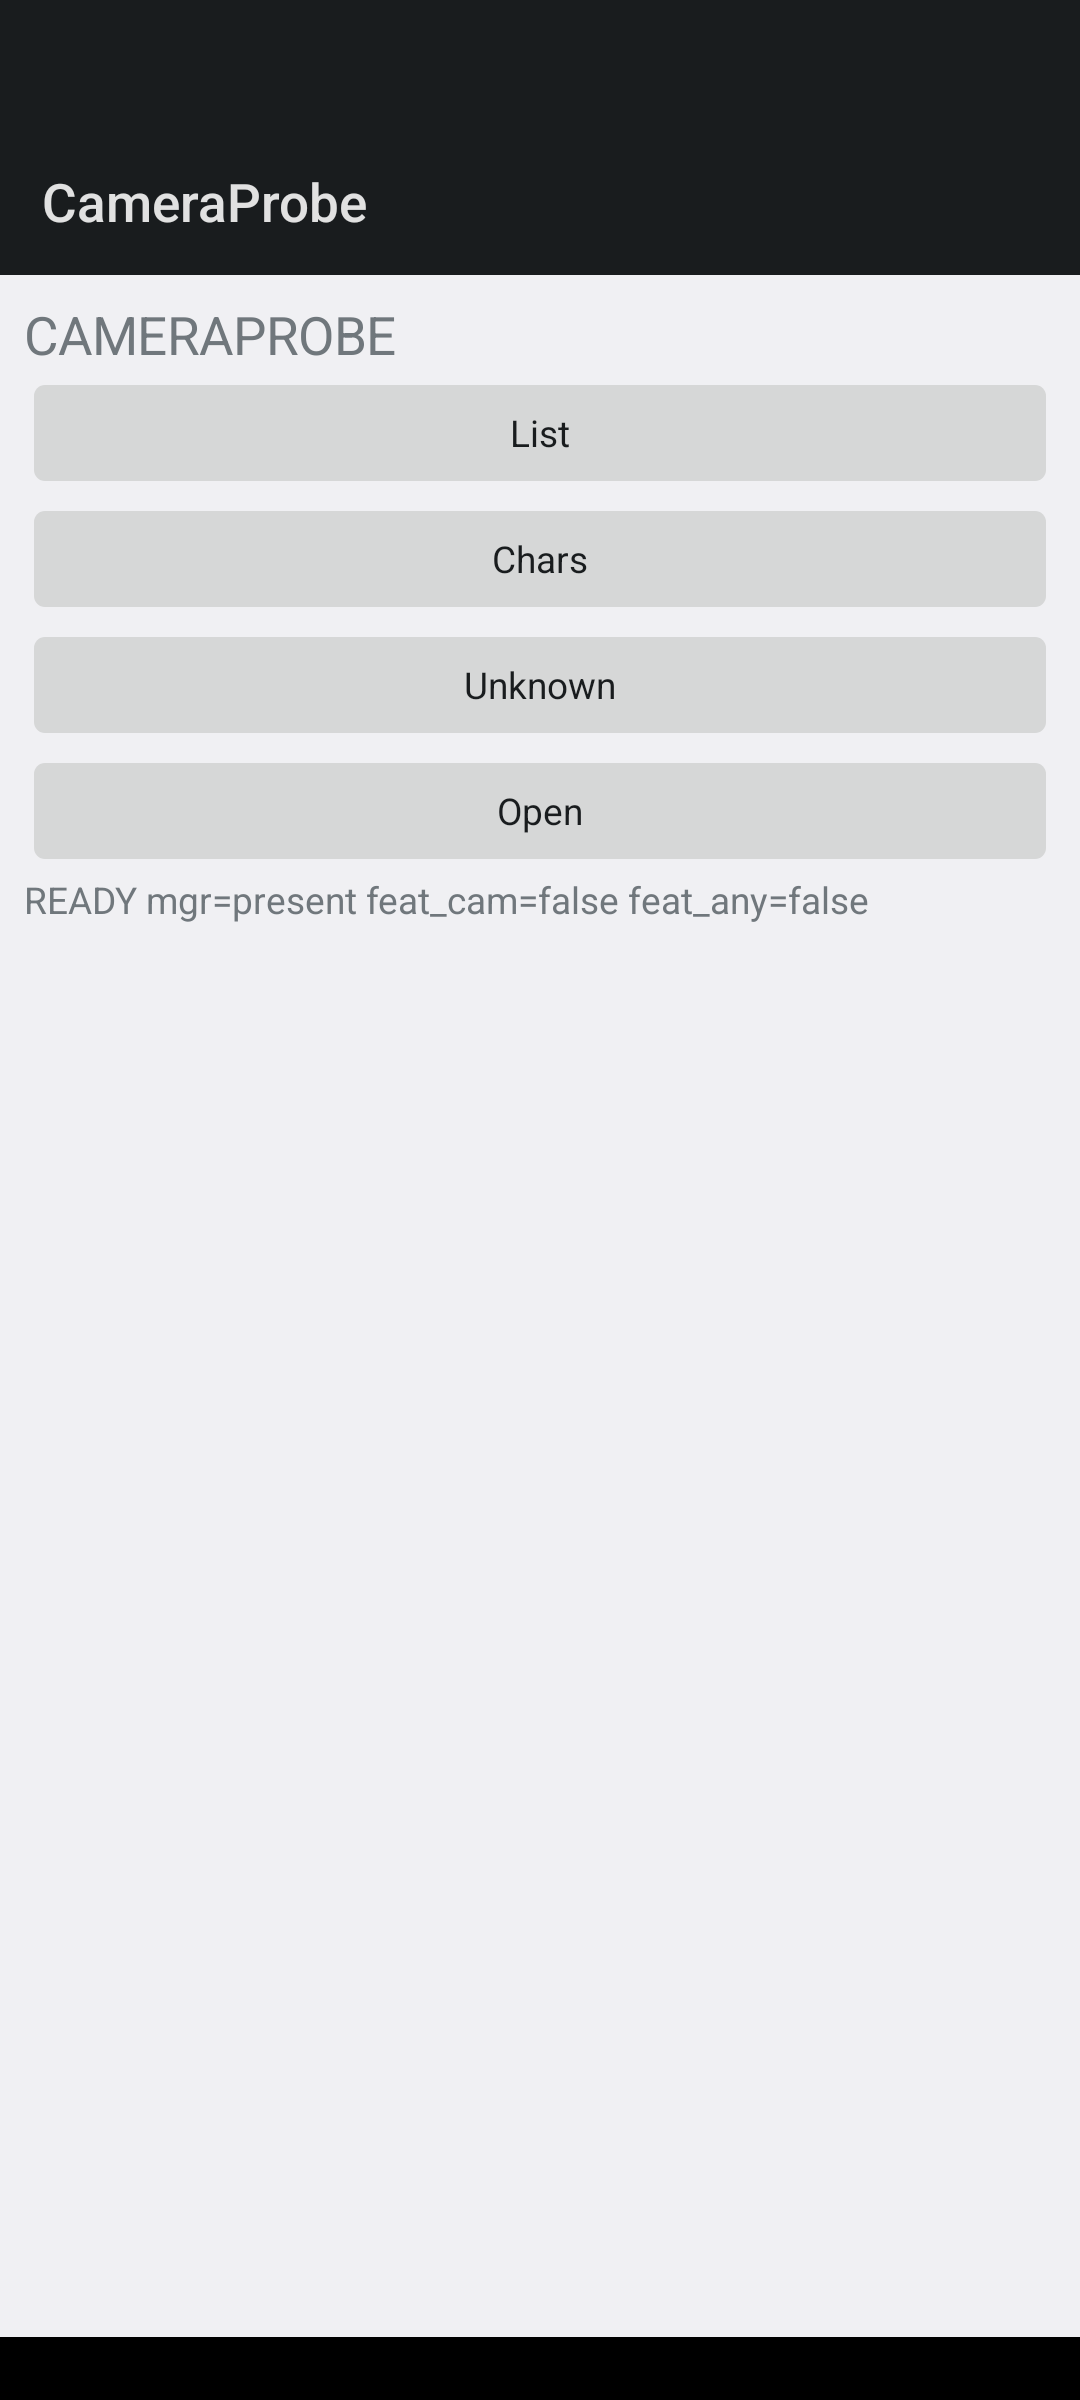 CameraProbe
CAMERAPROBE
List
Chars
Unknown
Open
READY mgr=present feat_cam=false feat_any=false